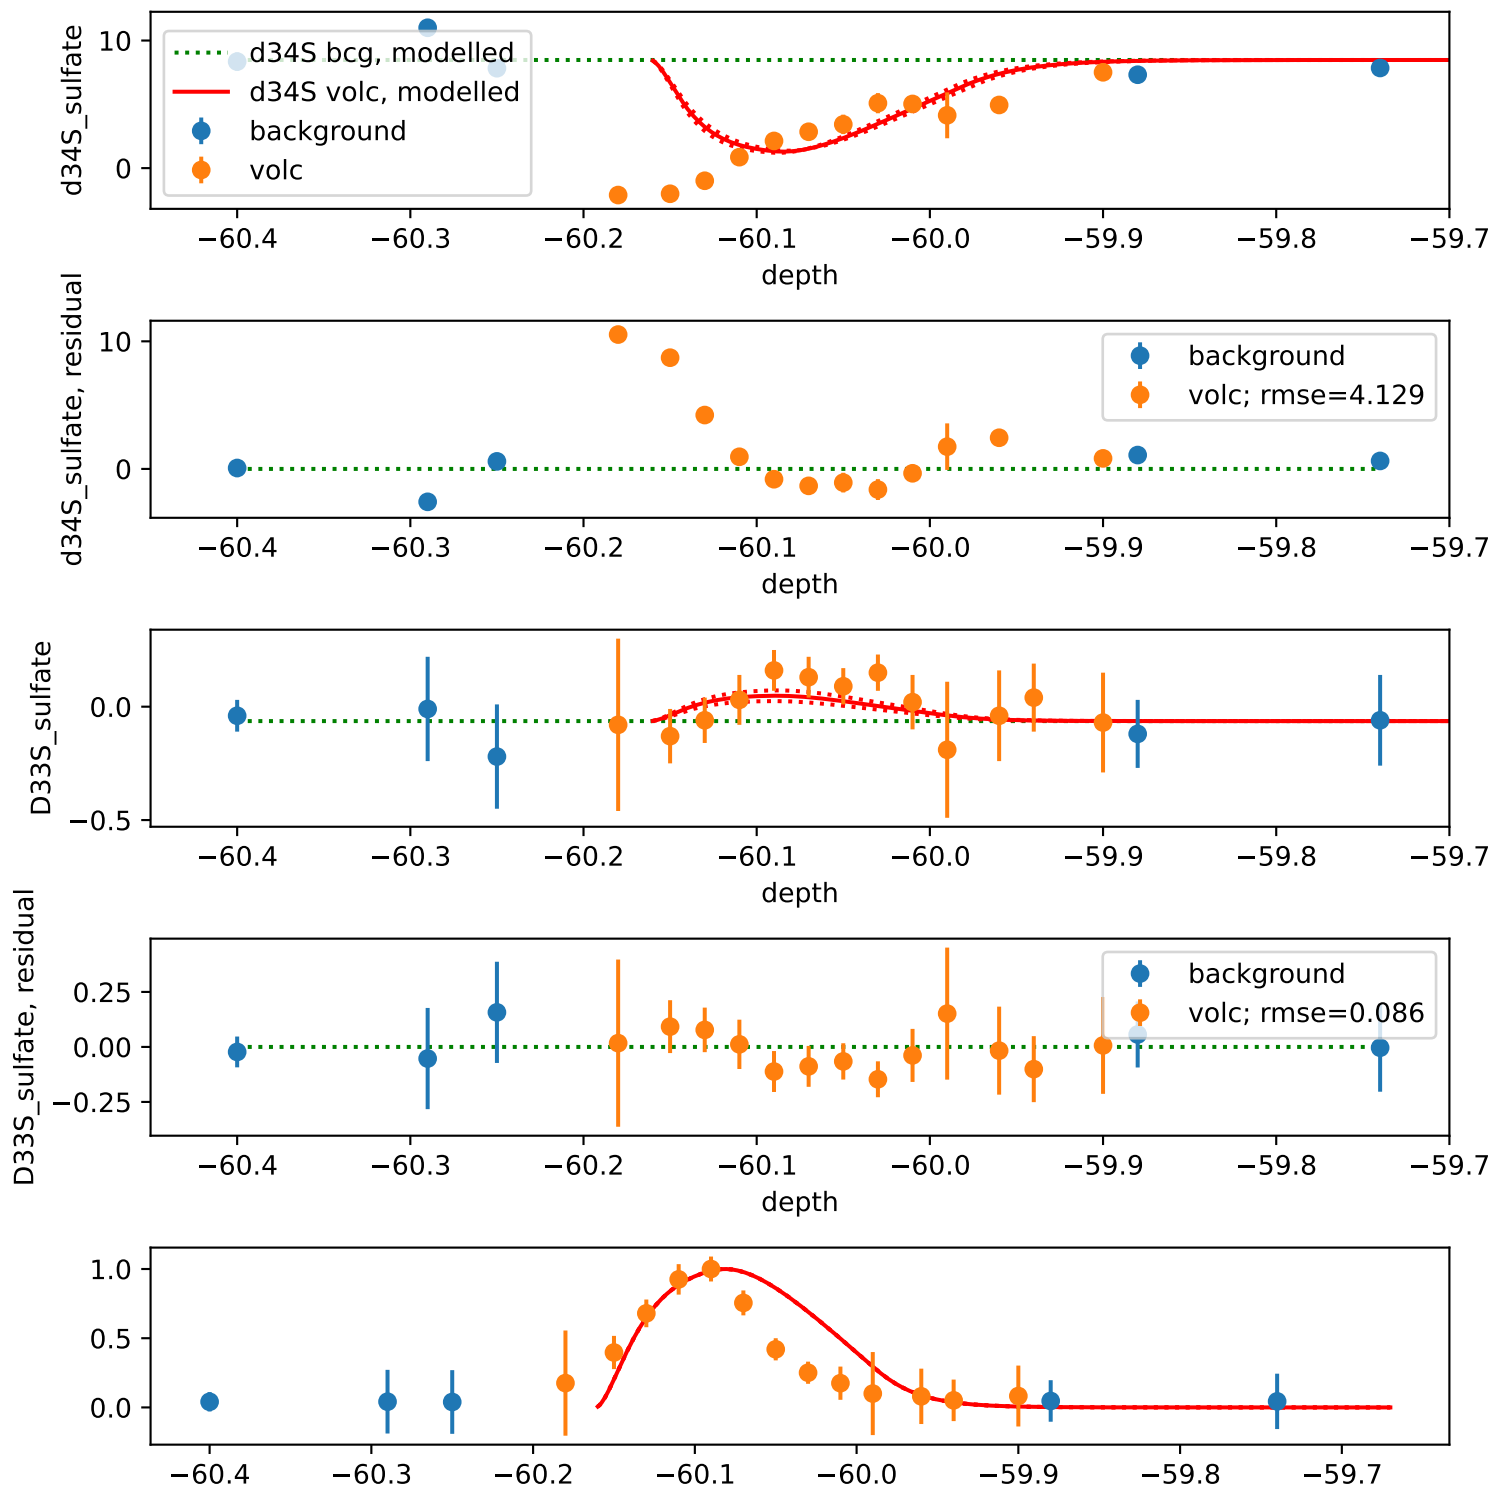 d34S_sulfate
10
0
d34S bcg, modelled
d34S volc, modelled
background
volc
−60.4 −60.3 −60.2 −60.1 −60.0 −59.9 −59.8 −59.7
depth
d34S_sulfate, residual
10
0
background
volc; rmse=4.129
−60.4 −60.3 −60.2 −60.1 −60.0 −59.9 −59.8 −59.7
depth
D33S_sulfate
0.0
−0.5
−60.4 −60.3 −60.2 −60.1 −60.0 −59.9 −59.8 −59.7
depth
D33S_sulfate, residual
0.25
0.00
−0.25
background
volc; rmse=0.086
−60.4 −60.3 −60.2 −60.1 −60.0 −59.9 −59.8 −59.7
depth
1.0
0.5
0.0
−60.4 −60.3 −60.2 −60.1 −60.0 −59.9 −59.8 −59.7